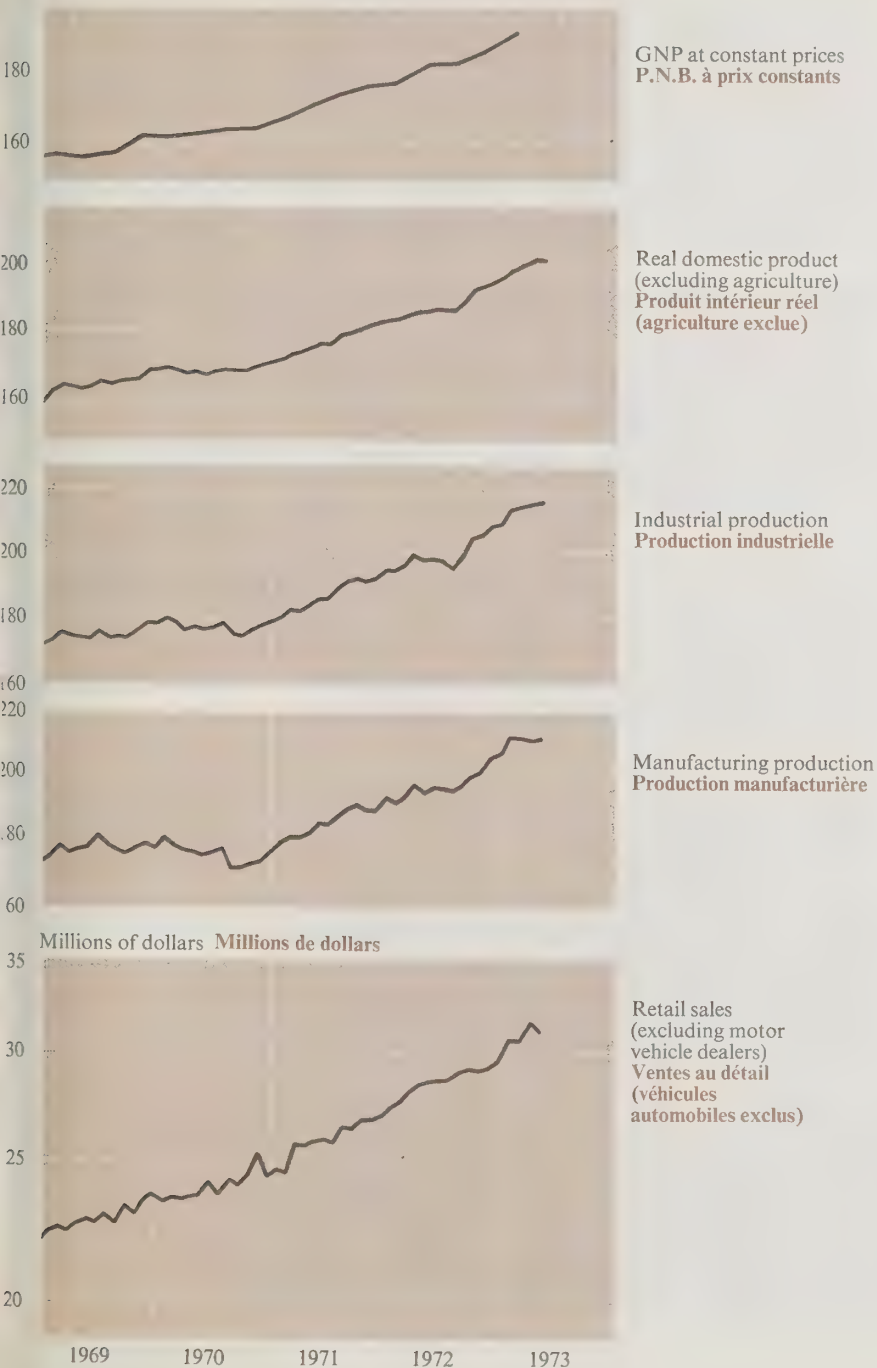 180
160
GNP at constant prices
P.N.B. à prix constants
200
180
160
Real domestic product
(excluding agriculture)
Produit intérieur réel
(agriculture exclue)
220
200
180
160
Industrial production
Production industrielle
220
200
180
60
Manufacturing production
Production manufacturière
Millions of dollars Millions de dollars
35
30
25
20
Retail sales
(excluding motor
vehicle dealers)
Ventes au détail
(véhicules
automobiles exclus)
1969 1970 1971 1972 1973